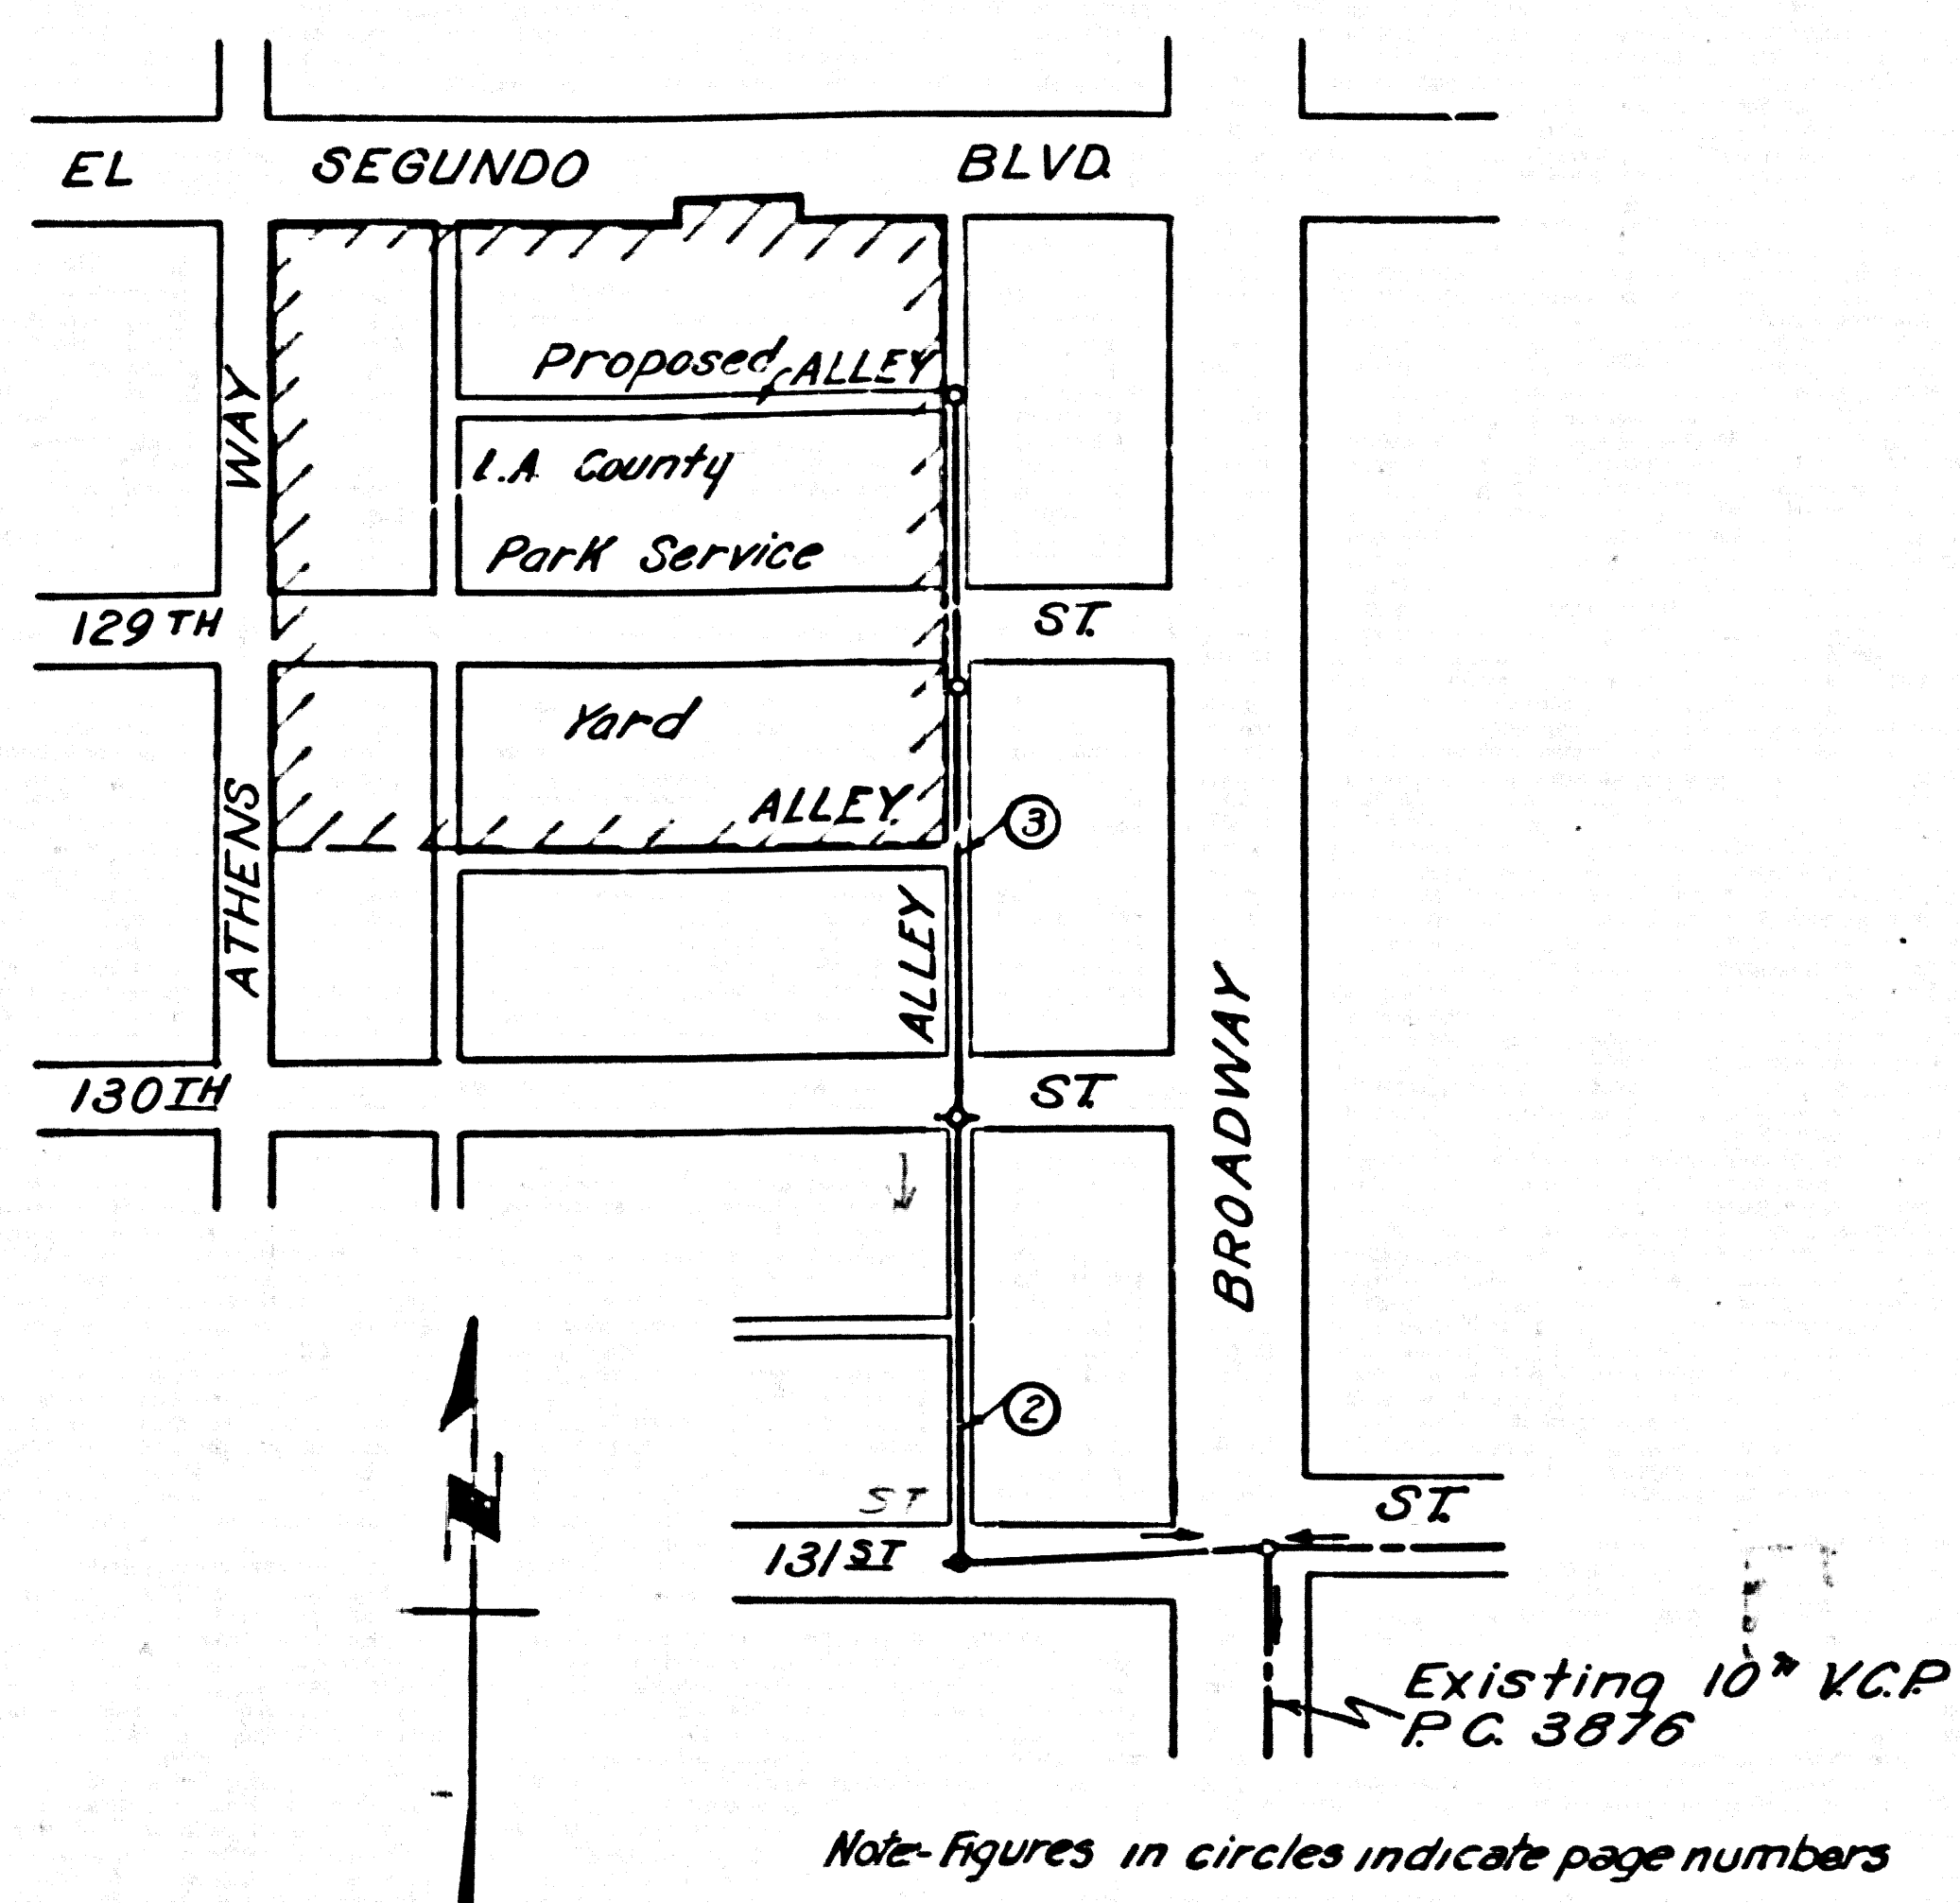 EL SEGUNDO BLVD.
Proposed ALLEY
WAY
L.A County
Park Service
129TH ST.
Yard
ALLEY
ATHENS
3
ALLEY
130TH ST.
BROADWAY
2
N
ST
ST.
131ST
Existing 10" V.C.P.
P.C. 3876
Note-Figures in circles indicate page numbers